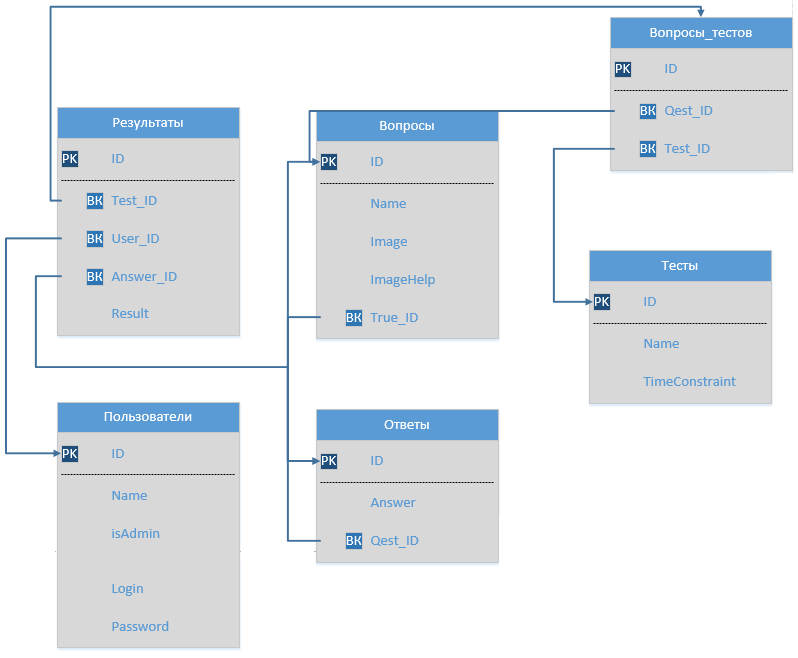 Вопросы_тестов
PK ID
ВК Qest_ID
ВК Test_ID
Результаты
PK ID
ВК Test_ID
ВК User_ID
ВК Answer_ID
Result
Вопросы
PK ID
Name
Image
ImageHelp
ВК True_ID
Тесты
PK ID
Name
TimeConstraint
Пользователи
PK ID
Name
isAdmin
Login
Password
Ответы
PK ID
Answer
ВК Qest_ID